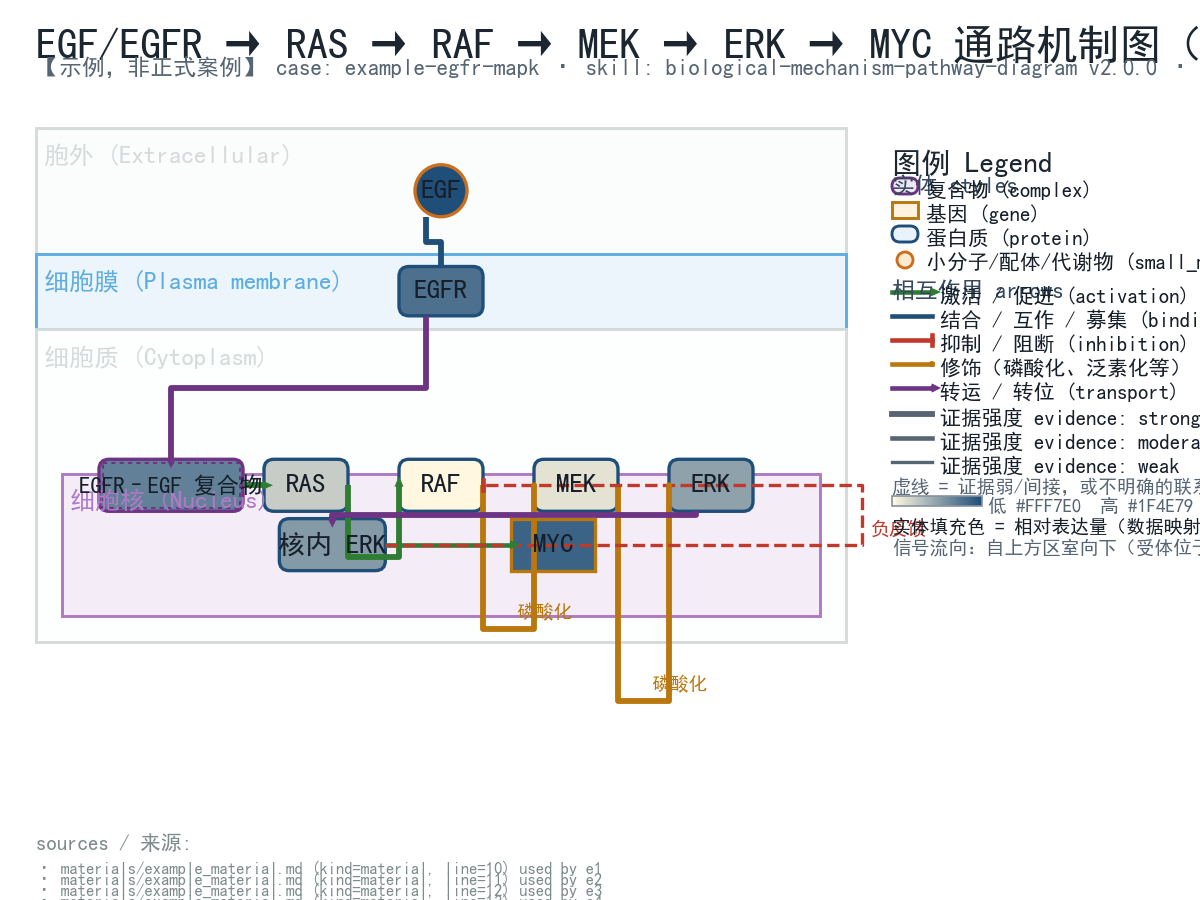 EGF/EGFR → RAS → RAF → MEK → ERK → MYC 通路机制图 (
【示例, 非正式案例】 case: example-egfr-mapk · skill: biological-mechanism-pathway-diagram v2.0.0 ·
胞外 (Extracellular)
EGF
细胞膜 (Plasma membrane)
EGFR
细胞质 (Cytoplasm)
EGFR-EGF 复合物
RAS
RAF
MEK
ERK
细胞核 (Nucleus)
核内 ERK
MYC
负反馈
磷酸化
磷酸化
图例 Legend
实体 styles
复合物 (complex)
基因 (gene)
蛋白质 (protein)
小分子/配体/代谢物 (small_m
相互作用 arrows
激活 / 促进 (activation)
结合 / 互作 / 募集 (bindi
抑制 / 阻断 (inhibition)
修饰 (磷酸化、泛素化等)
转运 / 转位 (transport)
证据强度 evidence: strong
证据强度 evidence: modera
证据强度 evidence: weak
虚线 = 证据弱/间接, 或不明确的联系
低 #FFF7E0 高 #1F4E79
实体填充色 = 相对表达量 (数据映射
信号流向: 自上方区室向下 (受体位于
sources / 来源:
· materials/example_material.md (kind=material, line=10) used by e1
· materials/example_material.md (kind=material, line=11) used by e2
· materials/example_material.md (kind=material, line=12) used by e3